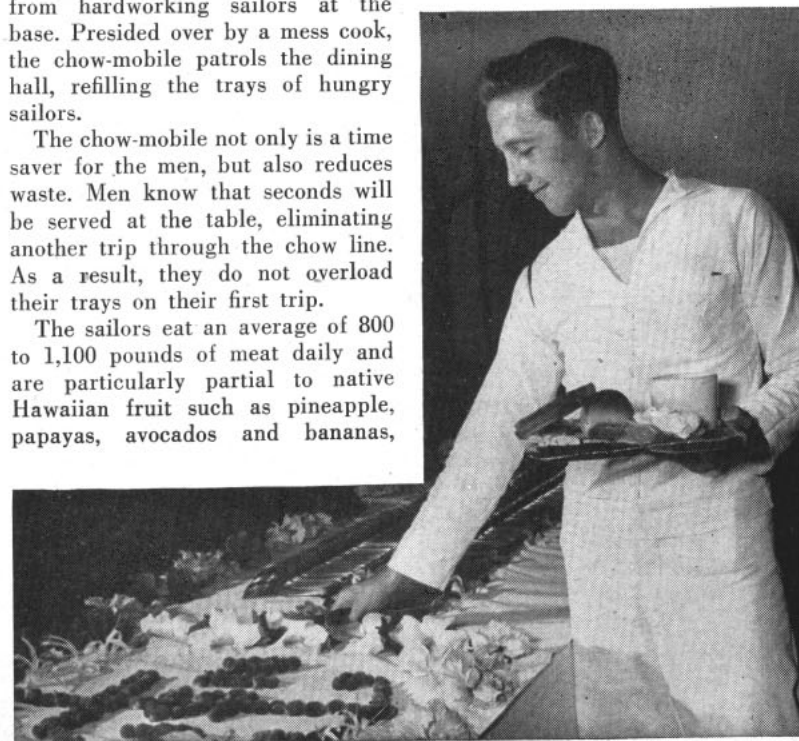 from hardworking sailors at the
base. Presided over by a mess cook,
the chow-mobile patrols the dining
hall, refilling the trays of hungry
sailors.
The chow-mobile not only is a time
saver for the men, but also reduces
waste. Men know that seconds will
be served at the table, eliminating
another trip through the chow line.
As a result, they do not overload
their trays on their first trip.
The sailors eat an average of 800
to 1,100 pounds of meat daily and
are particularly partial to native
Hawaiian fruit such as pineapple,
papayas, avocados and bananas,